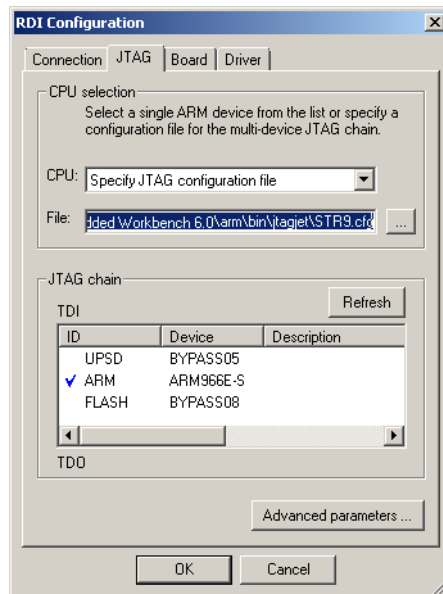 RDI Configuration
Connection JTAG Board Driver
CPU selection
Select a single ARM device from the list or specify a
configuration file for the multi-device JTAG chain.
CPU: Specify JTAG configuration file
File: dded Workbench 6.0\arm\bin\jtagjet\STR9.cfg ...
JTAG chain
TDI Refresh
ID Device Description
UPSD BYPASS05
ARM ARM966E-S
FLASH BYPASS08
TDO
Advanced parameters ...
OK Cancel